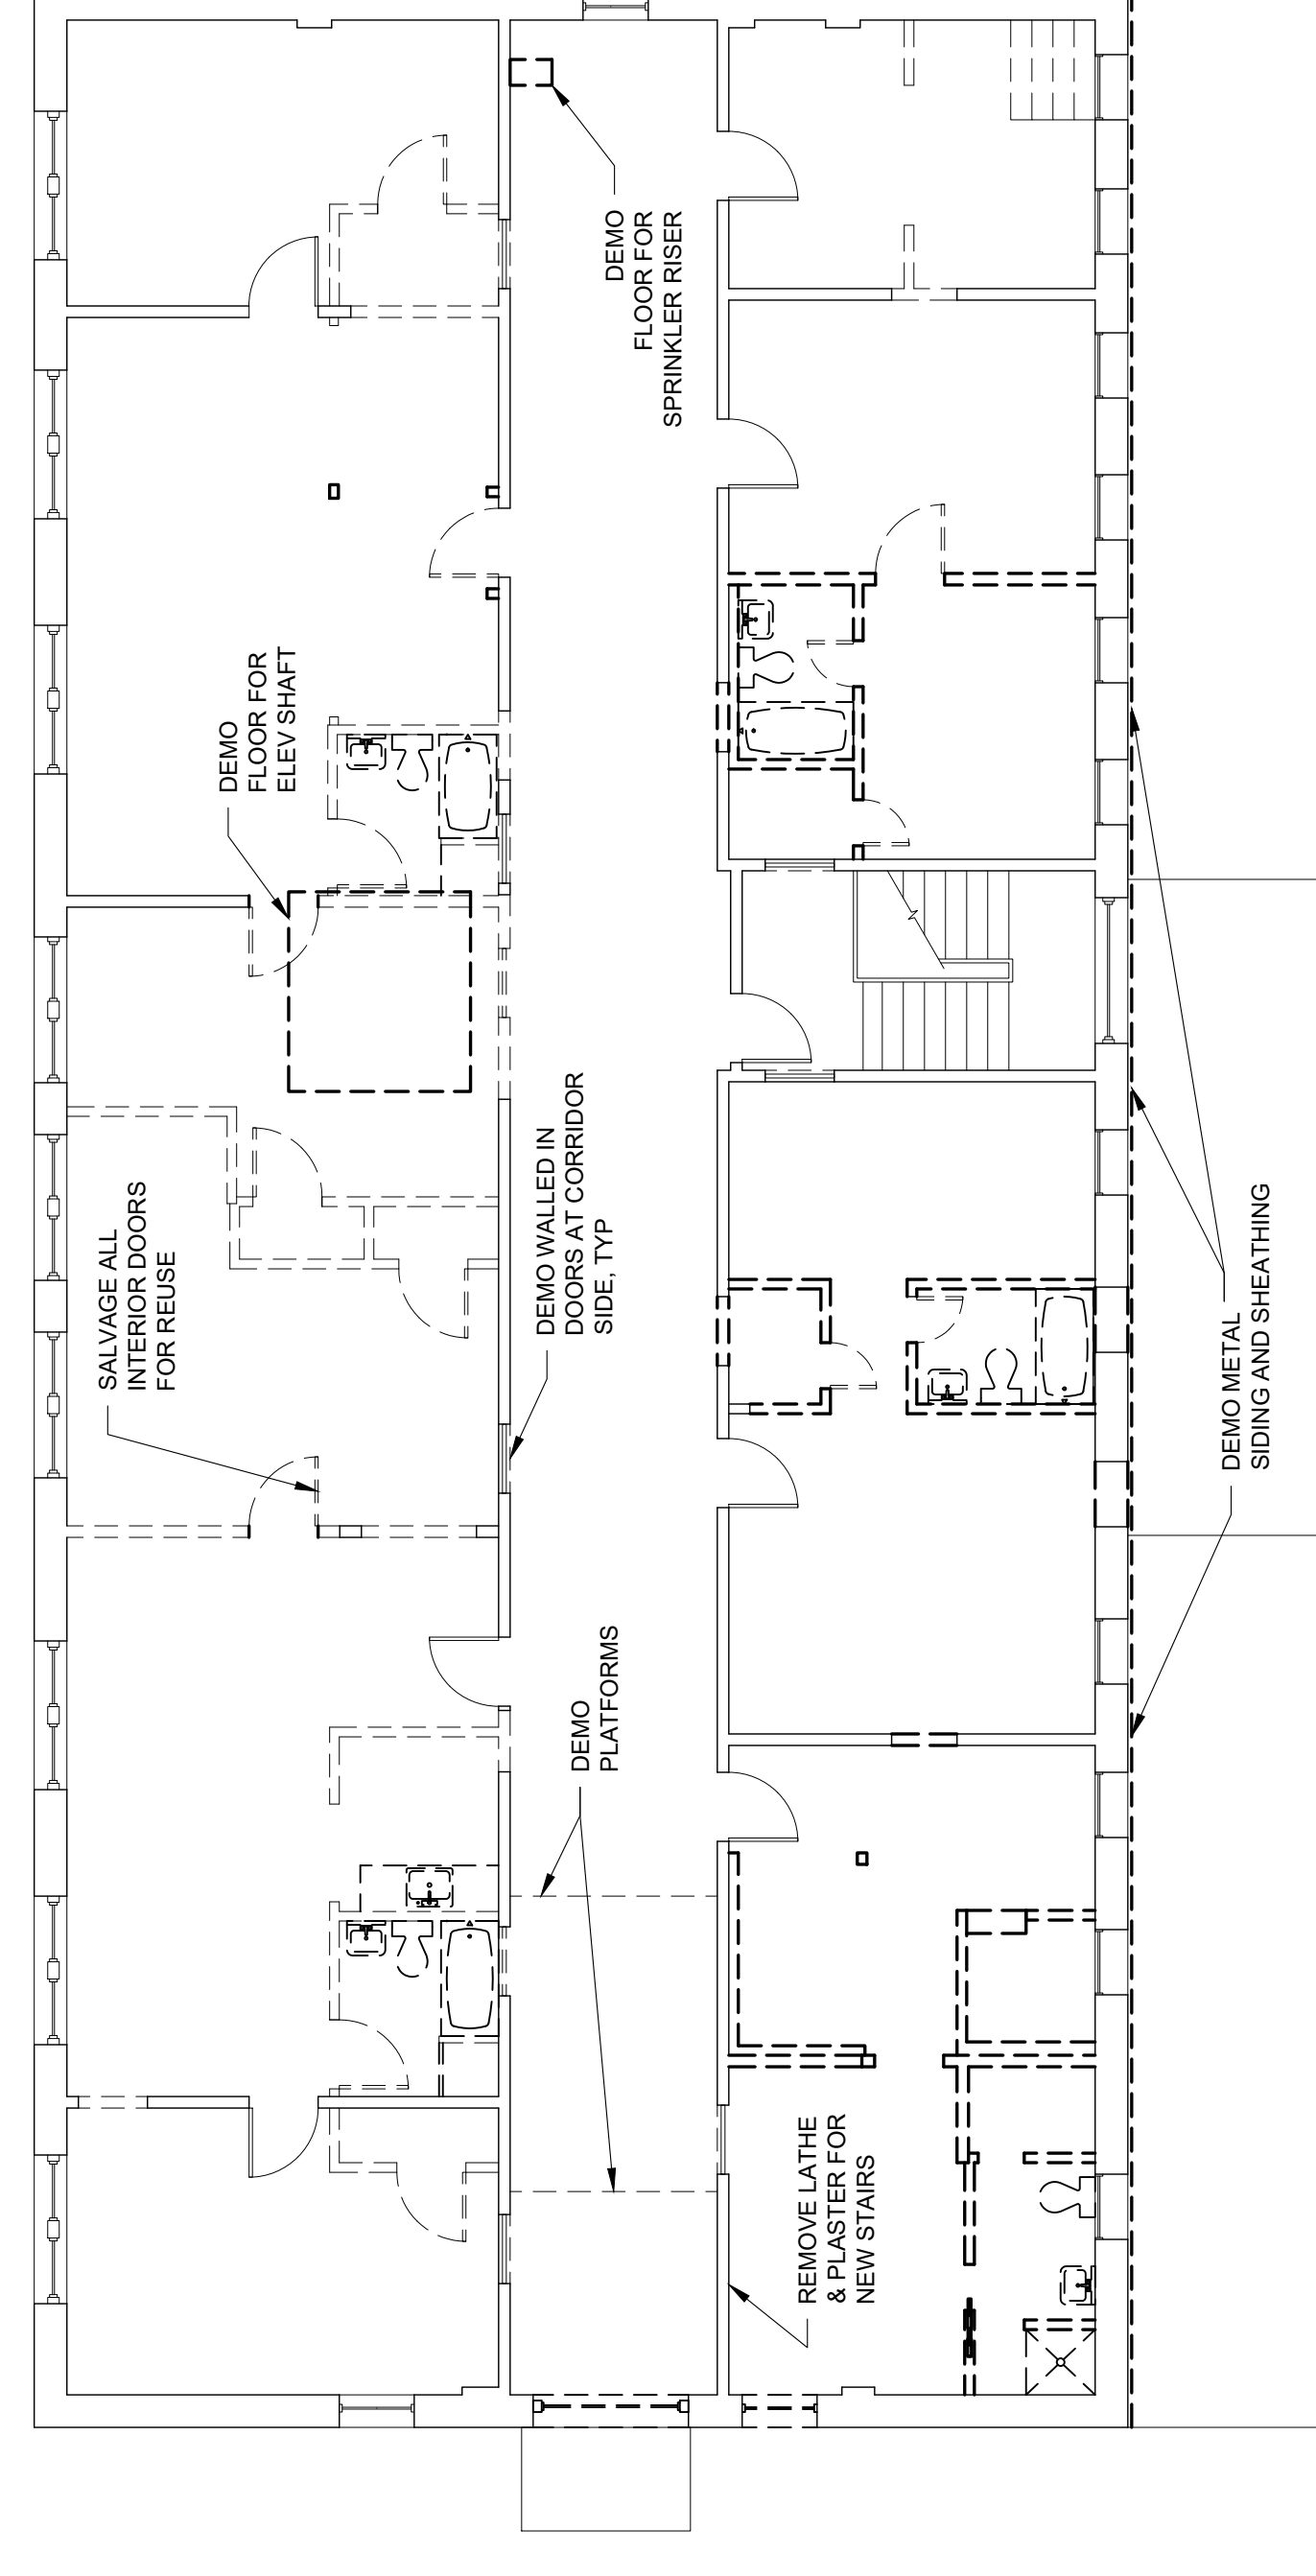 SALVAGE ALL
INTERIOR DOORS
FOR REUSE
DEMO
FLOOR FOR
ELEV SHAFT
DEMO WALLED IN
DOORS AT CORRIDOR
SIDE, TYP
DEMO
PLATFORMS
DEMO
FLOOR FOR
SPRINKLER RISER
REMOVE LATHE
& PLASTER FOR
NEW STAIRS
DEMO METAL
SIDING AND SHEATHING